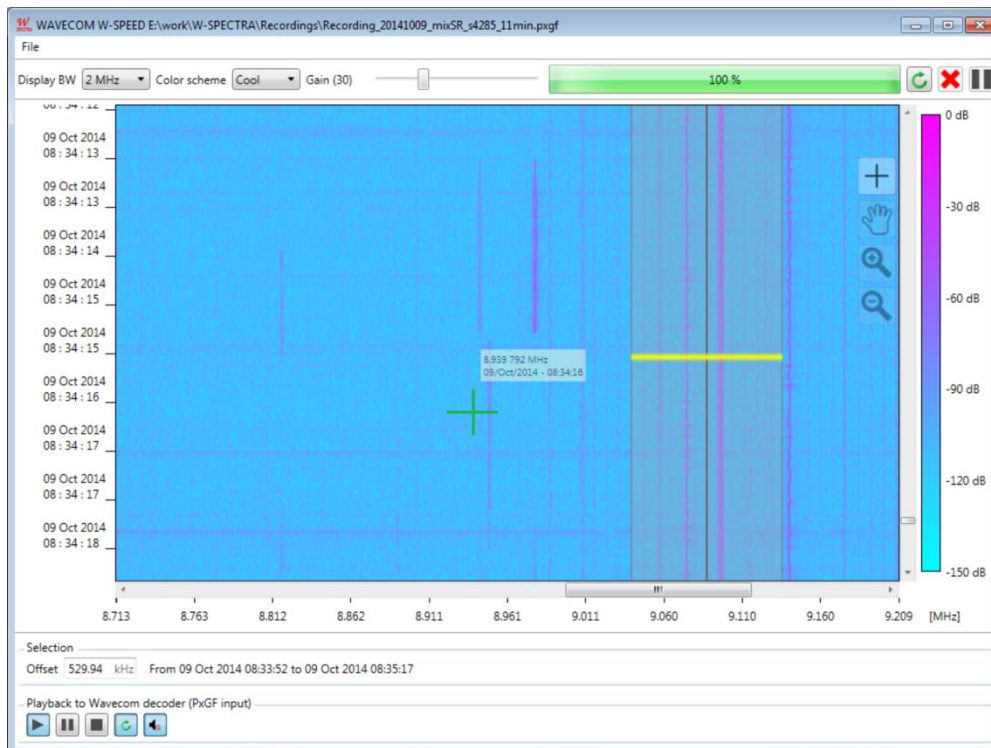 W SPECTRA WAVECOM W-SPEED E:\work\W-SPECTRA\Recordings\Recording_20141009_mixSR_s4285_11min.pxgf
File
Display BW 2 MHz Color scheme Cool Gain (30) 100 %
08 : 34 : 12
0 dB
09 Oct 2014
08 : 34 : 13
09 Oct 2014
08 : 34 : 13
-30 dB
09 Oct 2014
08 : 34 : 14
09 Oct 2014
08 : 34 : 15
-60 dB
09 Oct 2014
08 : 34 : 15
8.939 792 MHz
09/Oct/2014 - 08:34:16
09 Oct 2014
08 : 34 : 16
-90 dB
09 Oct 2014
08 : 34 : 17
09 Oct 2014
08 : 34 : 17
-120 dB
09 Oct 2014
08 : 34 : 18
-150 dB
8.713 8.763 8.812 8.862 8.911 8.961 9.011 9.060 9.110 9.160 9.209 [MHz]
Selection
Offset 529.94 kHz From 09 Oct 2014 08:33:52 to 09 Oct 2014 08:35:17
Playback to Wavecom decoder (PxGF input)